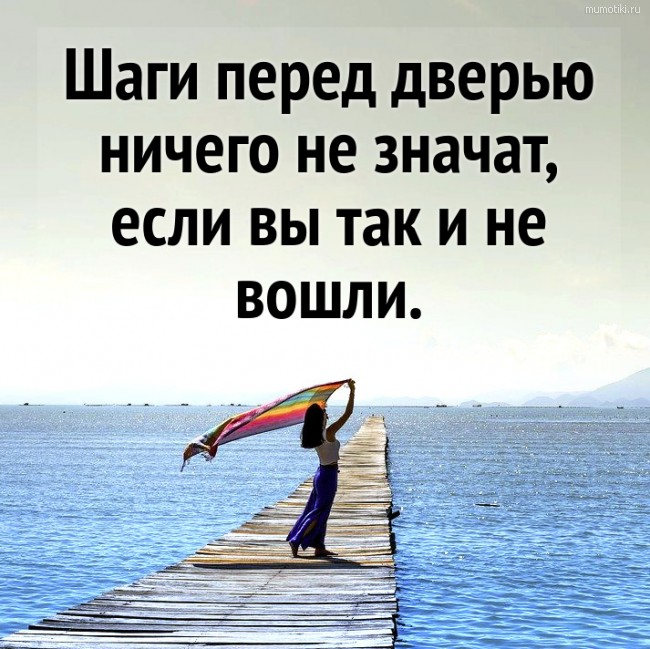 mumotiki.ru
Шаги перед дверью
ничего не значат,
если вы так и не
вошли.